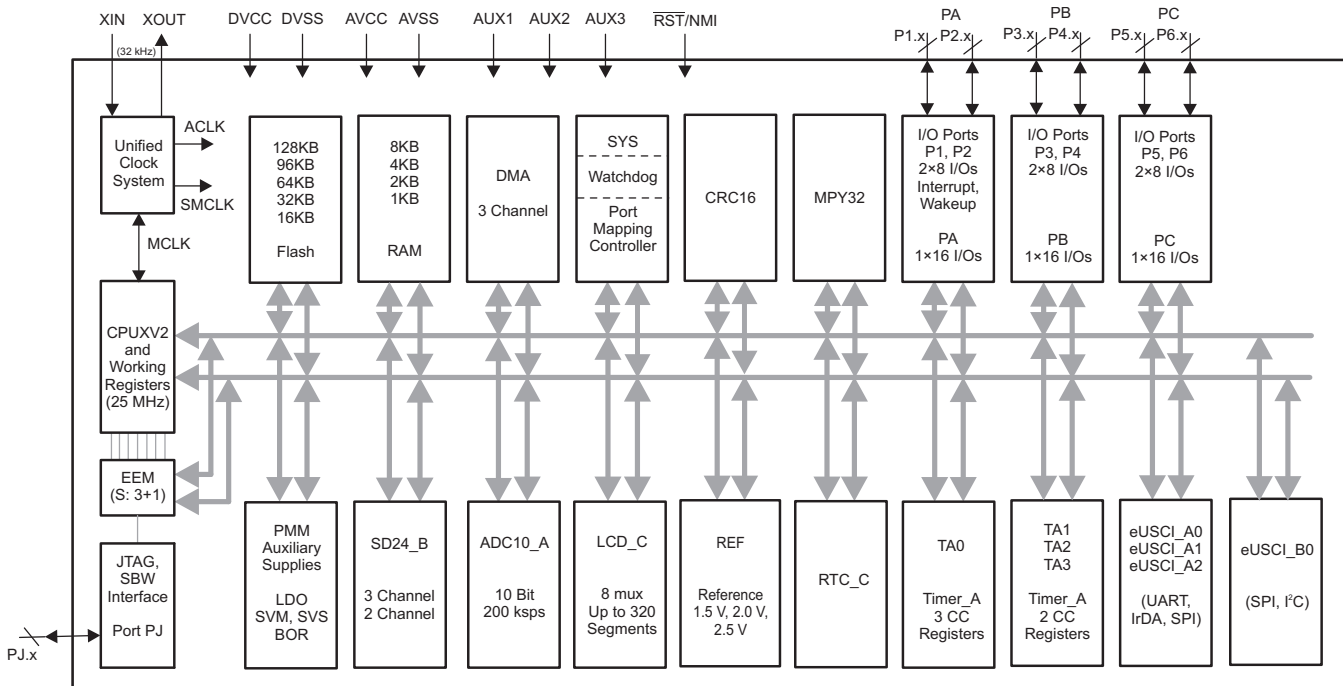 XIN XOUT DVCC DVSS AVCC AVSS AUX1 AUX2 AUX3 RST/NMI PA PB PC
P1.x P2.x P3.x P4.x P5.x P6.x
(32 kHz)
Unified
Clock
System
ACLK
SMCLK
MCLK
128KB
96KB
64KB
32KB
16KB
Flash
8KB
4KB
2KB
1KB
RAM
DMA
3 Channel
SYS
Watchdog
Port
Mapping
Controller
CRC16
MPY32
I/O Ports
P1, P2
2×8 I/Os
Interrupt,
Wakeup
PA
1×16 I/Os
I/O Ports
P3, P4
2×8 I/Os
PB
1×16 I/Os
I/O Ports
P5, P6
2×8 I/Os
PC
1×16 I/Os
CPUXV2
and
Working
Registers
(25 MHz)
EEM
(S: 3+1)
JTAG,
SBW
Interface
Port PJ
PJ.x
PMM
Auxiliary
Supplies
LDO
SVM, SVS
BOR
SD24_B
3 Channel
2 Channel
ADC10_A
10 Bit
200 ksps
LCD_C
8 mux
Up to 320
Segments
REF
Reference
1.5 V, 2.0 V,
2.5 V
RTC_C
TA0
Timer_A
3 CC
Registers
TA1
TA2
TA3
Timer_A
2 CC
Registers
eUSCI_A0
eUSCI_A1
eUSCI_A2
(UART,
IrDA, SPI)
eUSCI_B0
(SPI, I²C)